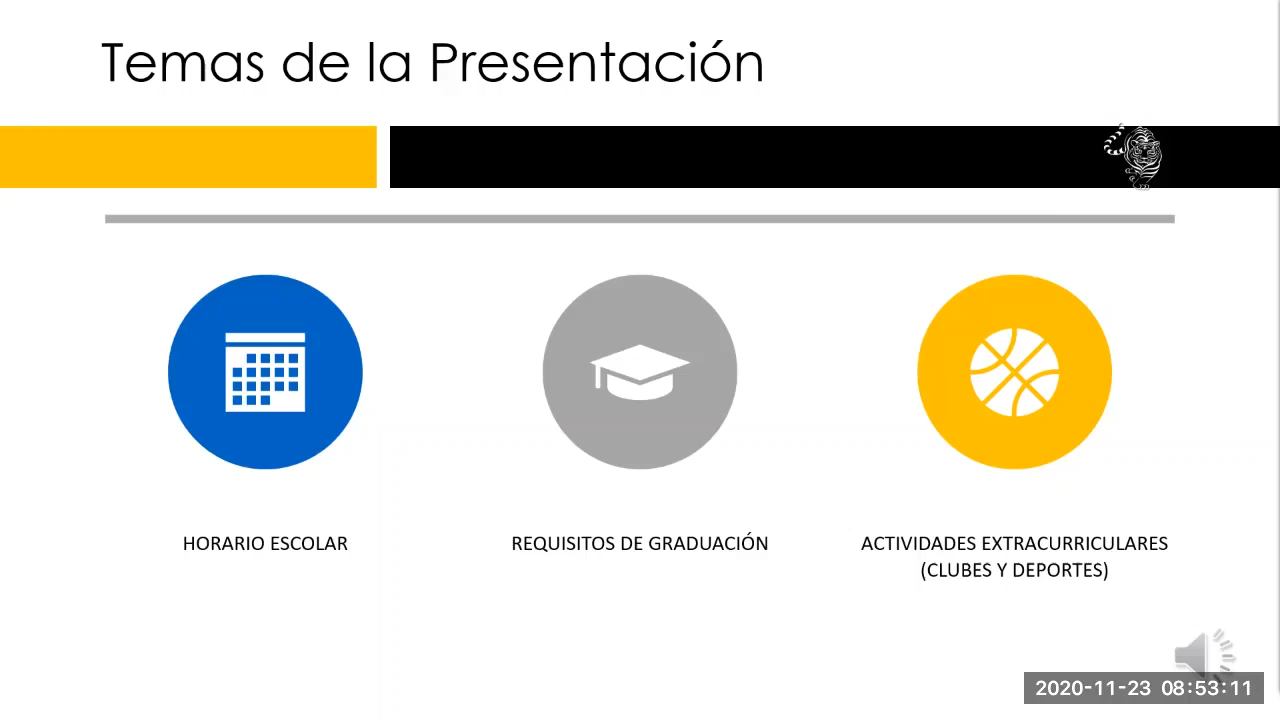 Temas de la Presentación
HORARIO ESCOLAR
REQUISITOS DE GRADUACIÓN
ACTIVIDADES EXTRACURRICULARES
(CLUBES Y DEPORTES)
2020-11-23 08:53:11